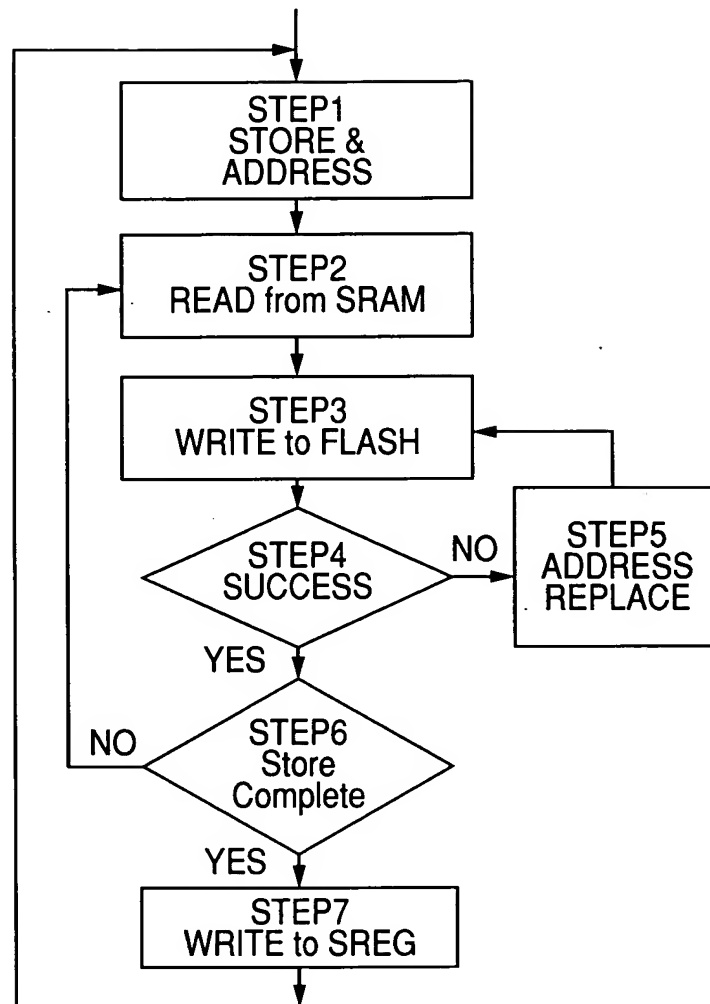 STEP1
STORE &
ADDRESS
STEP2
READ from SRAM
STEP3
WRITE to FLASH
STEP4
SUCCESS
NO
STEP5
ADDRESS
REPLACE
YES
STEP6
Store
Complete
NO
YES
STEP7
WRITE to SREG